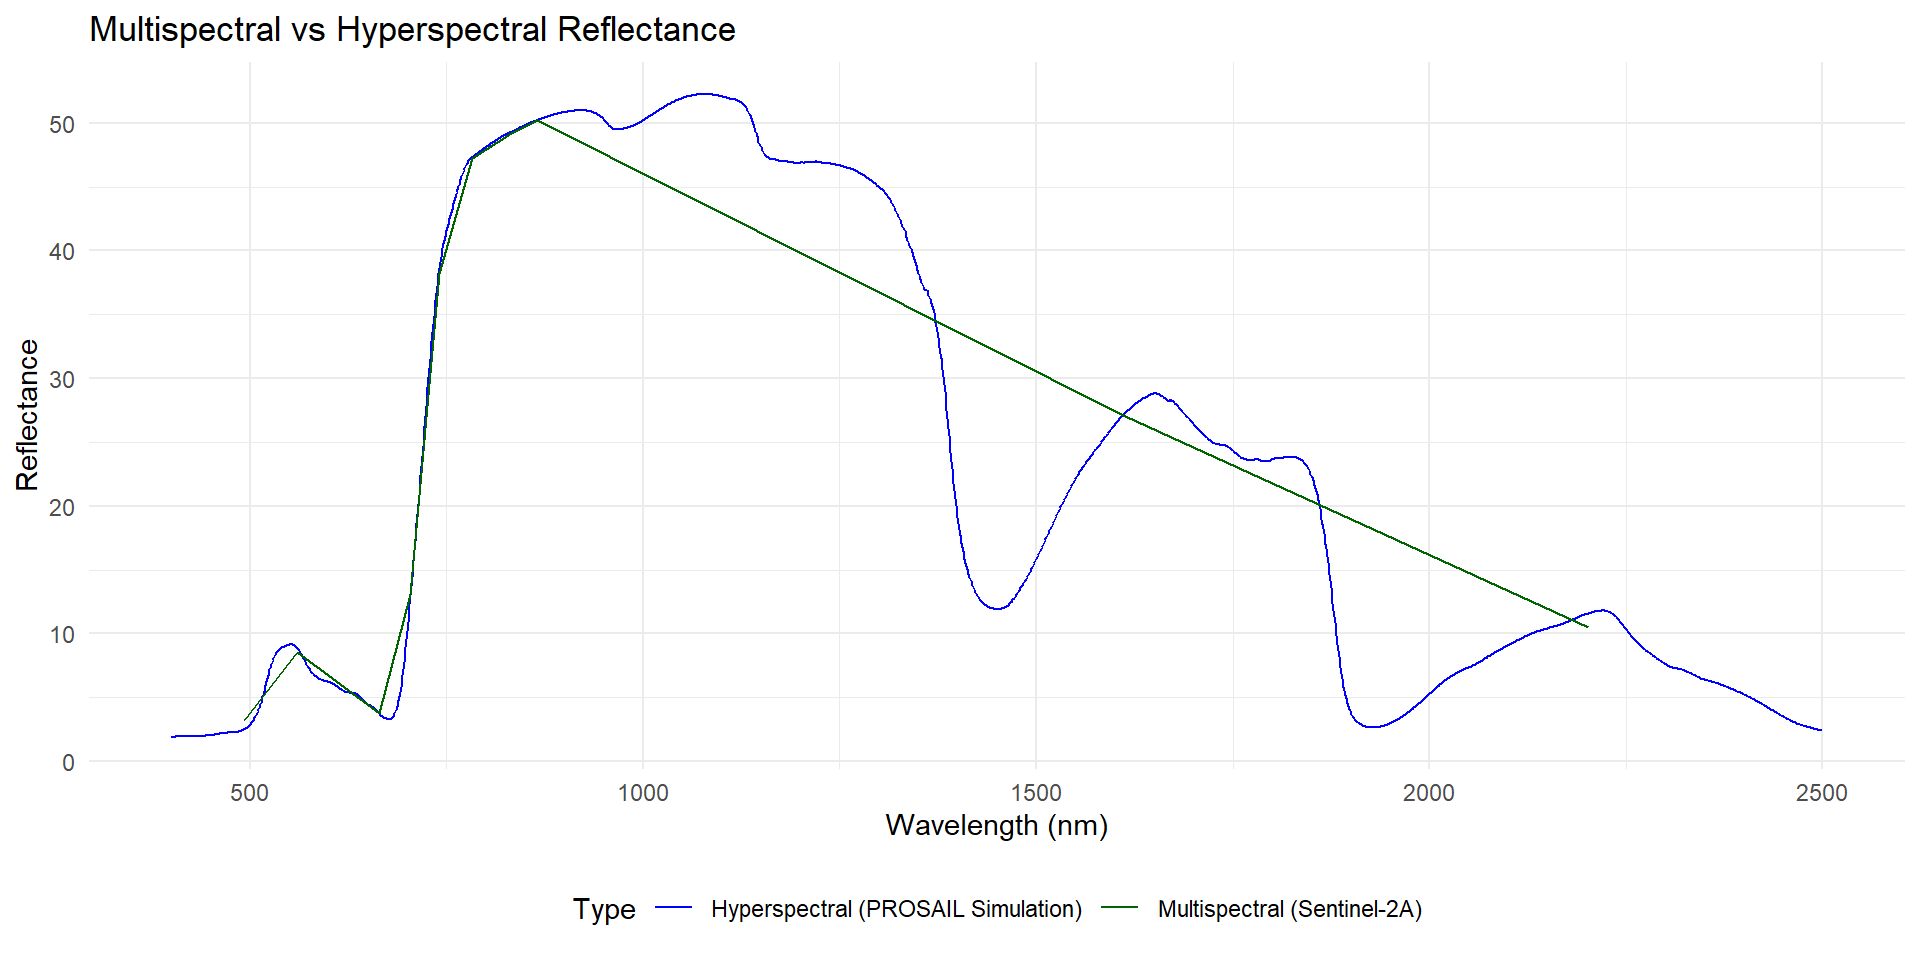 Multispectral vs Hyperspectral Reflectance
Reflectance
50
40
30
20
10
0
500 1000 1500 2000 2500
Wavelength (nm)
Type Hyperspectral (PROSAIL Simulation) Multispectral (Sentinel-2A)